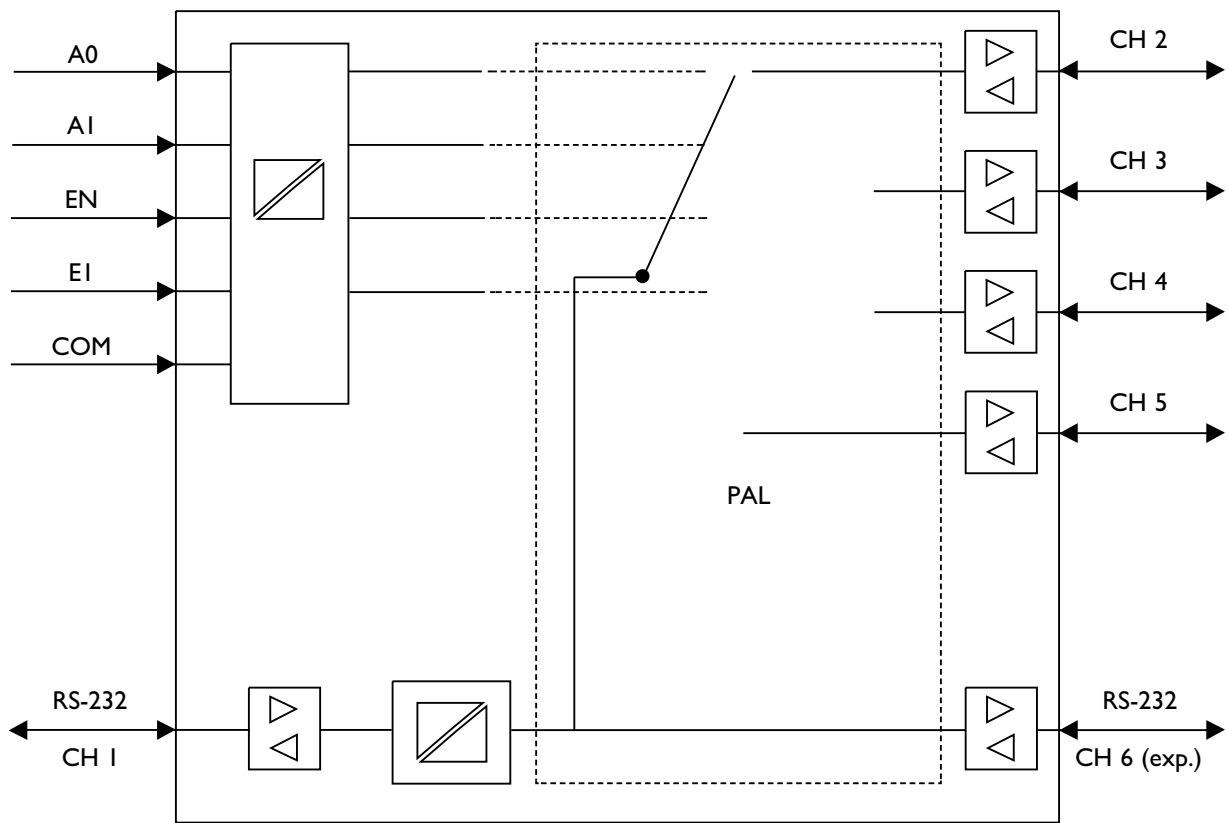 A0
A1
EN
E1
COM
CH 2
CH 3
CH 4
CH 5
PAL
RS-232
CH 1
RS-232
CH 6 (exp.)